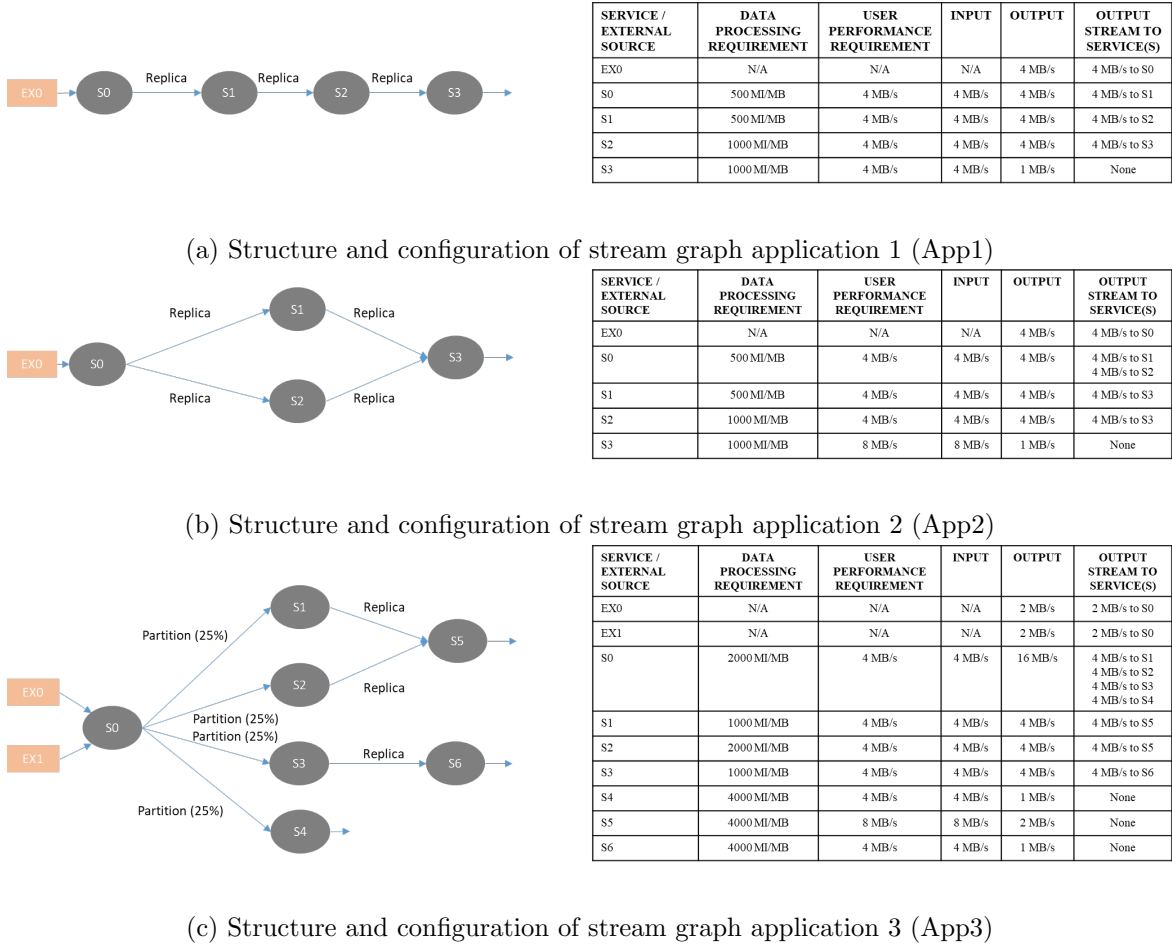 EX0
S0
Replica
S1
Replica
S2
Replica
S3
SERVICE / EXTERNAL SOURCE DATA PROCESSING REQUIREMENT USER PERFORMANCE REQUIREMENT INPUT OUTPUT OUTPUT STREAM TO SERVICE(S)
EX0 N/A N/A N/A 4 MB/s 4 MB/s to S0
S0 500 MI/MB 4 MB/s 4 MB/s 4 MB/s 4 MB/s to S1
S1 500 MI/MB 4 MB/s 4 MB/s 4 MB/s 4 MB/s to S2
S2 1000 MI/MB 4 MB/s 4 MB/s 4 MB/s 4 MB/s to S3
S3 1000 MI/MB 4 MB/s 4 MB/s 1 MB/s None
(a) Structure and configuration of stream graph application 1 (App1)
EX0
S0
Replica
Replica
S1
S2
Replica
Replica
S3
SERVICE / EXTERNAL SOURCE DATA PROCESSING REQUIREMENT USER PERFORMANCE REQUIREMENT INPUT OUTPUT OUTPUT STREAM TO SERVICE(S)
EX0 N/A N/A N/A 4 MB/s 4 MB/s to S0
S0 500 MI/MB 4 MB/s 4 MB/s 4 MB/s 4 MB/s to S1
4 MB/s to S2
S1 500 MI/MB 4 MB/s 4 MB/s 4 MB/s 4 MB/s to S3
S2 1000 MI/MB 4 MB/s 4 MB/s 4 MB/s 4 MB/s to S3
S3 1000 MI/MB 8 MB/s 8 MB/s 1 MB/s None
(b) Structure and configuration of stream graph application 2 (App2)
EX0
EX1
S0
Partition (25%)
Partition (25%)
Partition (25%)
Partition (25%)
S1
S2
S3
S4
Replica
Replica
Replica
S5
S6
SERVICE / EXTERNAL SOURCE DATA PROCESSING REQUIREMENT USER PERFORMANCE REQUIREMENT INPUT OUTPUT OUTPUT STREAM TO SERVICE(S)
EX0 N/A N/A N/A 2 MB/s 2 MB/s to S0
EX1 N/A N/A N/A 2 MB/s 2 MB/s to S0
S0 2000 MI/MB 4 MB/s 4 MB/s 16 MB/s 4 MB/s to S1
4 MB/s to S2
4 MB/s to S3
4 MB/s to S4
S1 1000 MI/MB 4 MB/s 4 MB/s 4 MB/s 4 MB/s to S5
S2 2000 MI/MB 4 MB/s 4 MB/s 4 MB/s 4 MB/s to S5
S3 1000 MI/MB 4 MB/s 4 MB/s 4 MB/s 4 MB/s to S6
S4 4000 MI/MB 4 MB/s 4 MB/s 1 MB/s None
S5 4000 MI/MB 8 MB/s 8 MB/s 2 MB/s None
S6 4000 MI/MB 4 MB/s 4 MB/s 1 MB/s None
(c) Structure and configuration of stream graph application 3 (App3)